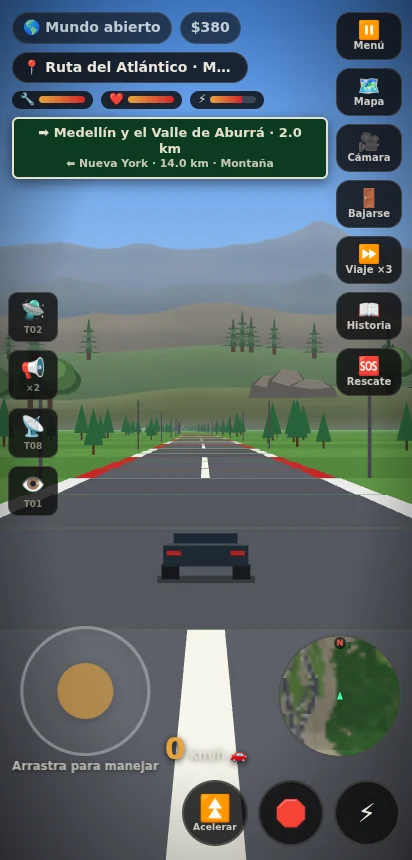 Mundo abierto
$380
Menú
Ruta del Atlántico · M...
Mapa
➡ Medellín y el Valle de Aburrá · 2.0
km
⬅ Nueva York · 14.0 km · Montaña
Cámara
Bajarse
Viaje ×3
T02
Historia
×2
SOS
Rescate
T08
T01
N
0 km/h
Arrastra para manejar
Acelerar